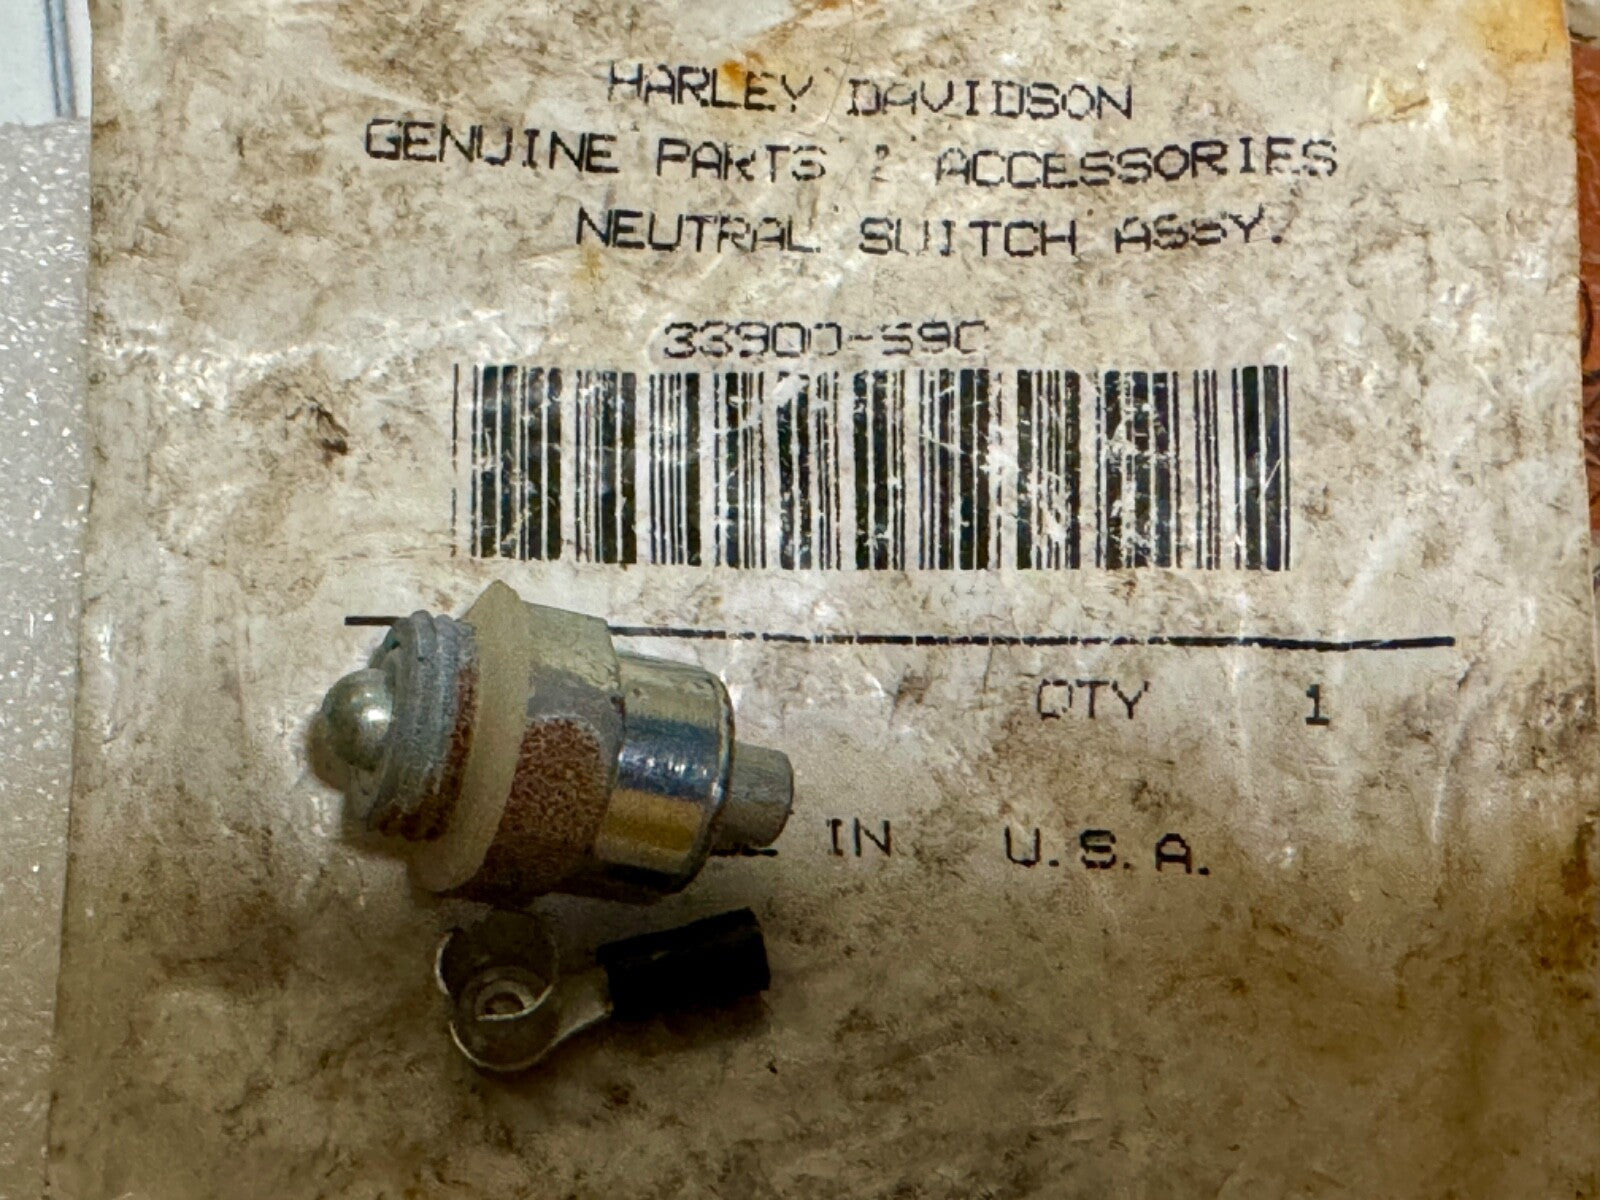 HARLEY DAVIDSON
GENUINE PARTS & ACCESSORIES
NEUTRAL SWITCH ASSY.
33900-59C
QTY 1
IN U.S.A.